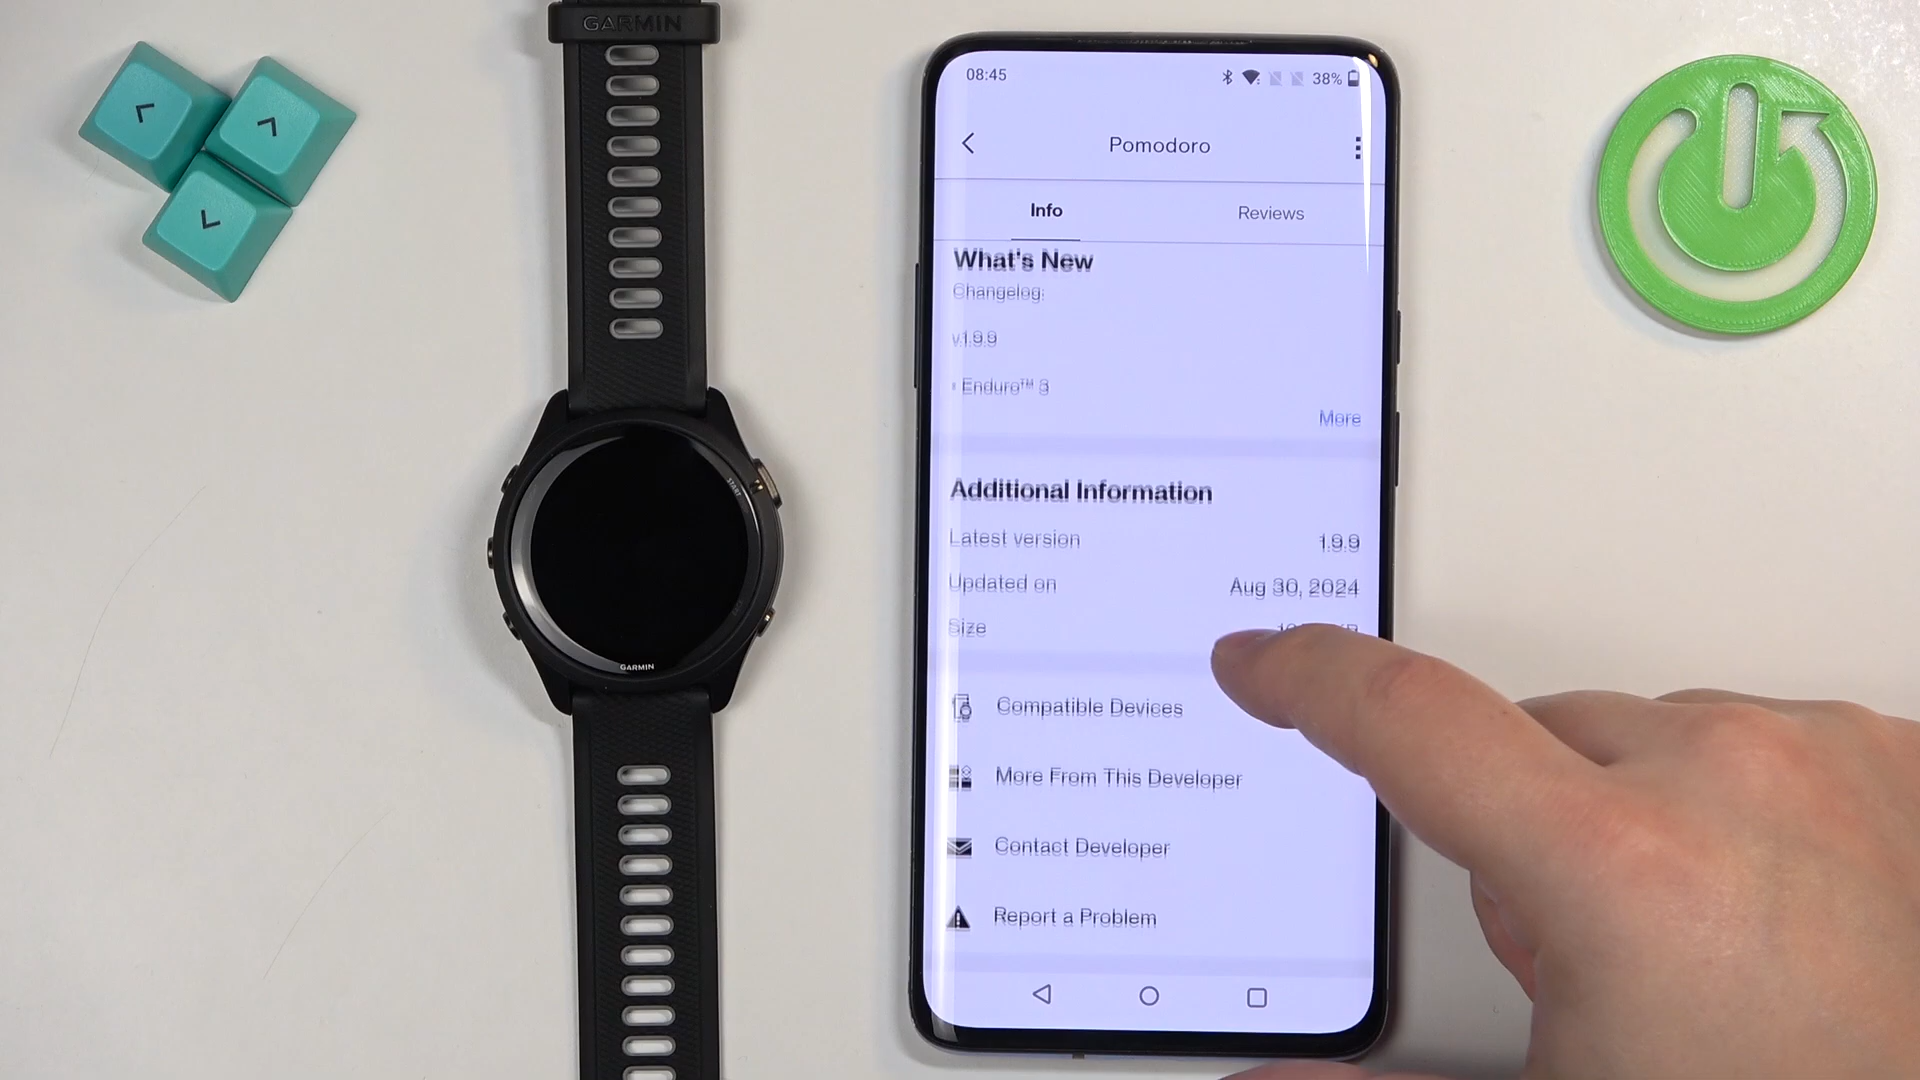 GARMIN
START
GARMIN
08:45
38%
Pomodoro
Info
Reviews
What's New
Changelog:
v.1.9.9
• Enduro™ 3
More
Additional Information
Latest version 1.9.9
Updated on Aug 30, 2024
Size
Compatible Devices
More From This Developer
Contact Developer
Report a Problem